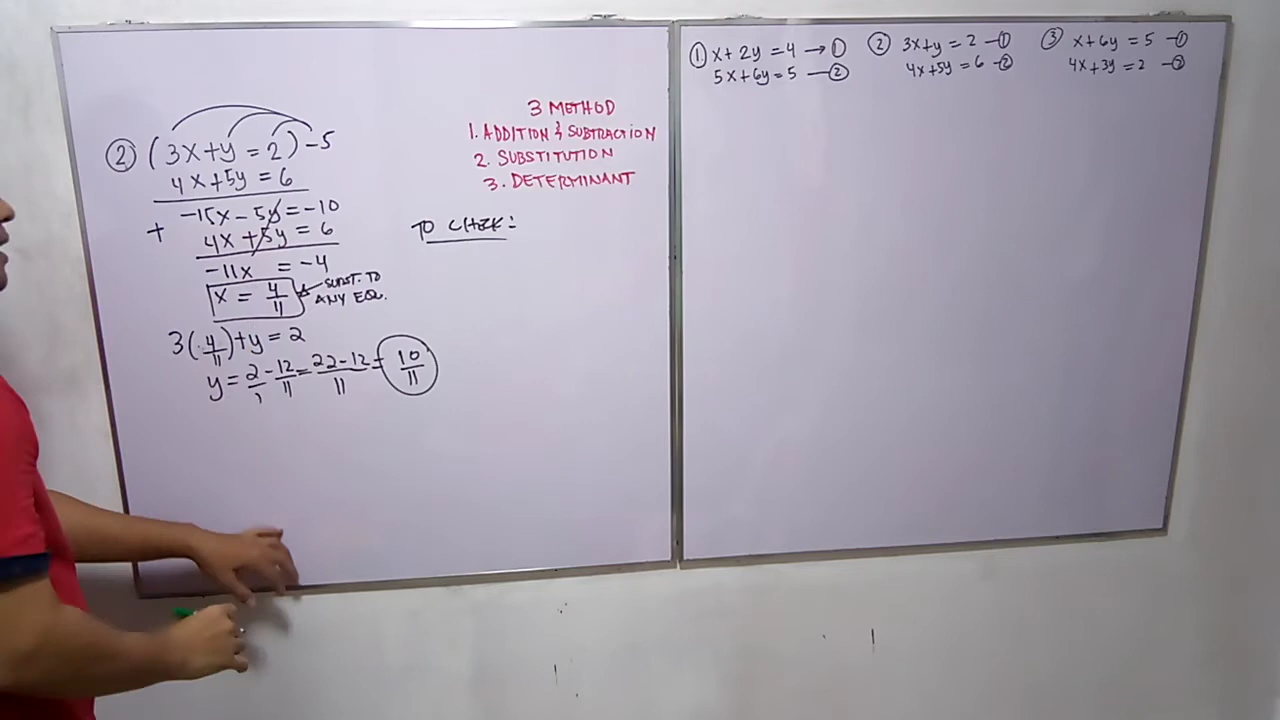 ② (3x+y = 2) -5
4x+5y = 6
-15x - 5y = -10
+ 4x + 5y = 6
-11x = -4
x = 4/11 SUBST. TO ANY EQ.
3(4/11) + y = 2
y = 2/1 - 12/11 = 22-12/11 = 10/11
3 METHOD
1. ADDITION & SUBTRACTION
2. SUBSTITUTION
3. DETERMINANT
TO CHECK:
① x + 2y = 4 → ①
5x+6y = 5 — ②
② 3x+y = 2 — ①
4x+5y = 6 — ②
③ x+6y = 5 — ①
4x+3y = 2 — ②